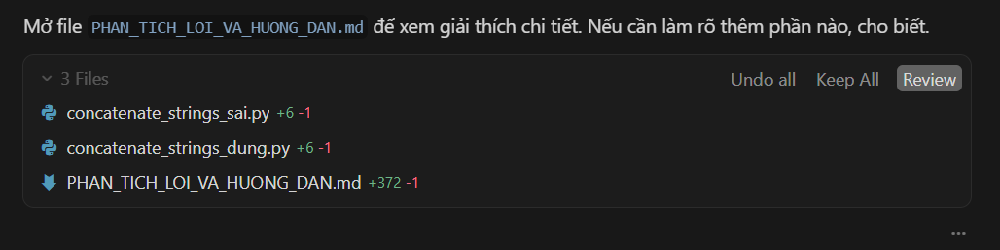 Mở file PHAN_TICH_LOI_VA_HUONG_DAN.md để xem giải thích chi tiết. Nếu cần làm rõ thêm phần nào, cho biết.
3 Files Undo all Keep All Review
concatenate_strings_sai.py +6 -1
concatenate_strings_dung.py +6 -1
PHAN_TICH_LOI_VA_HUONG_DAN.md +372 -1
...